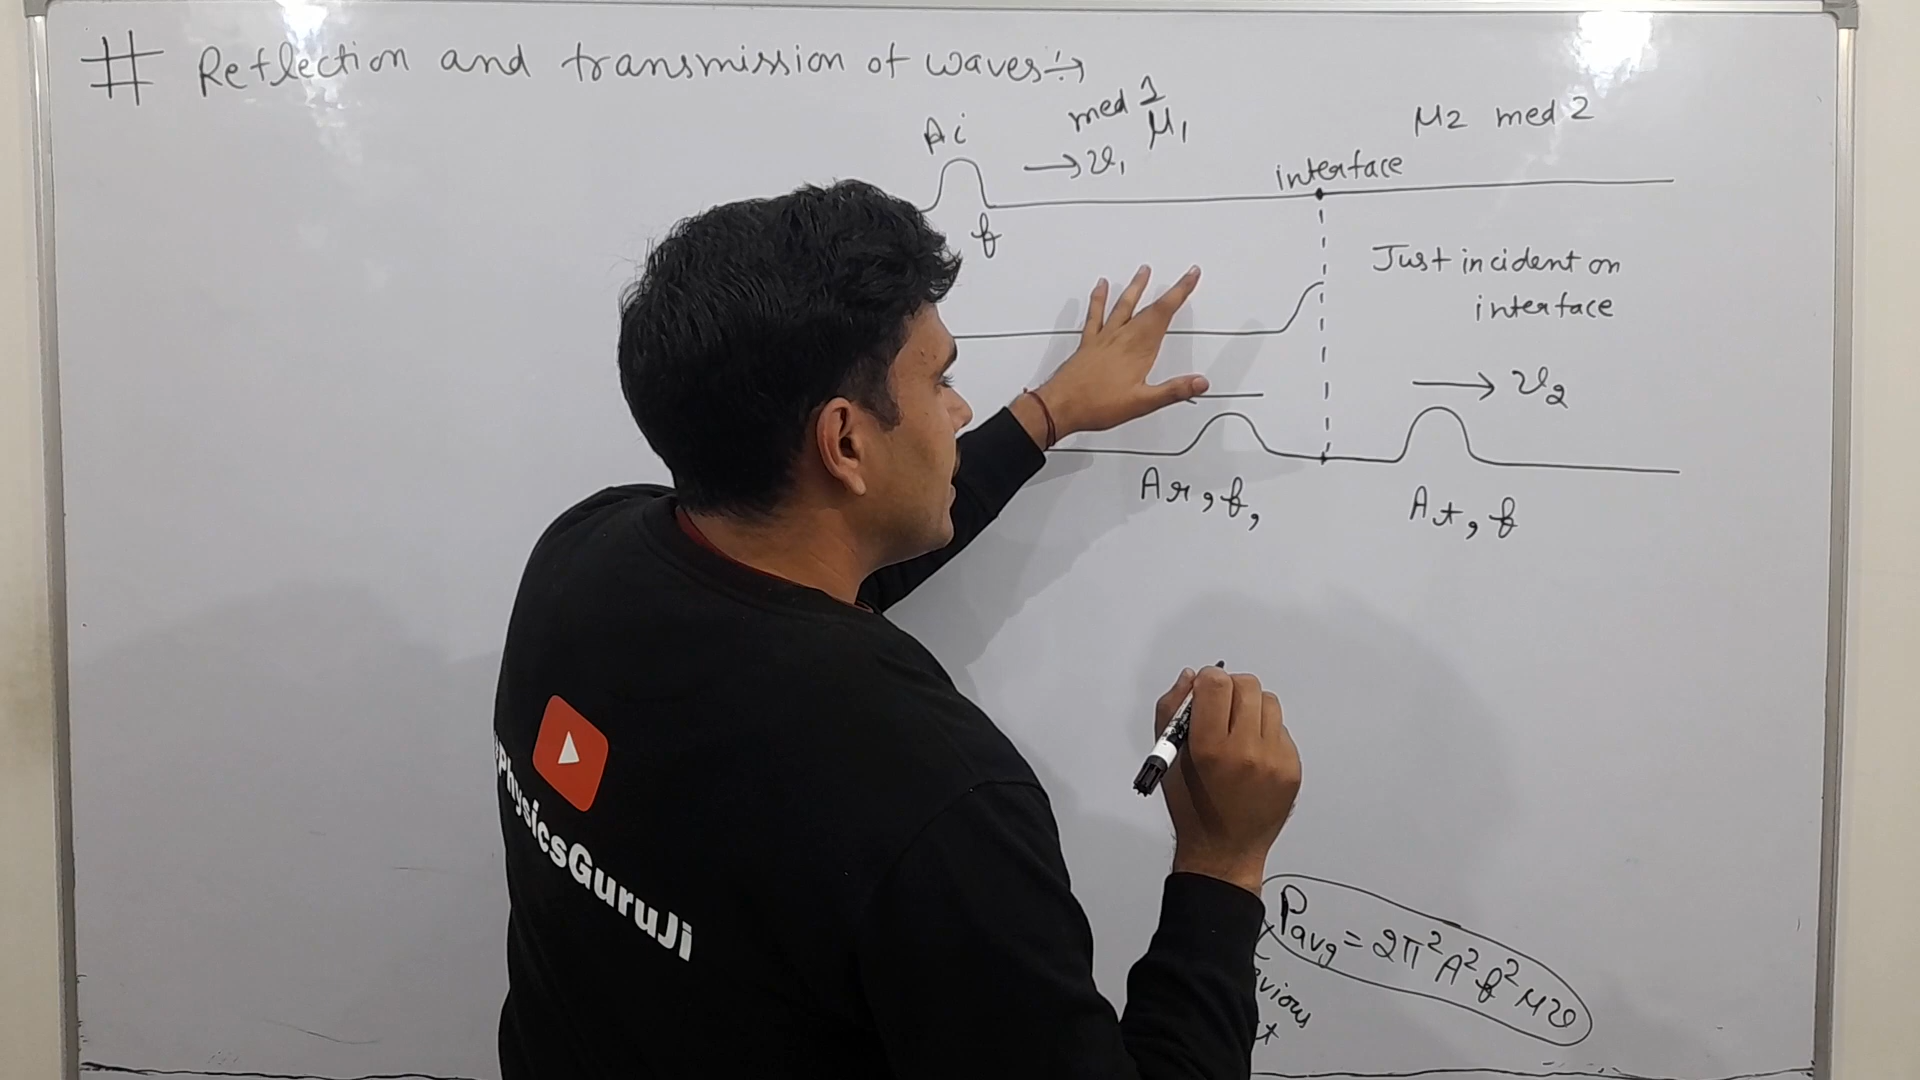 # Reflection and transmission of waves :→
Ai
med 1
μ1
→ v1
f
μ2 med 2
interface
Just incident on
interface
→ v2
Ar, f,
At, f
Pavg = 2π²A²f²μv
#PhysicsGuruJi